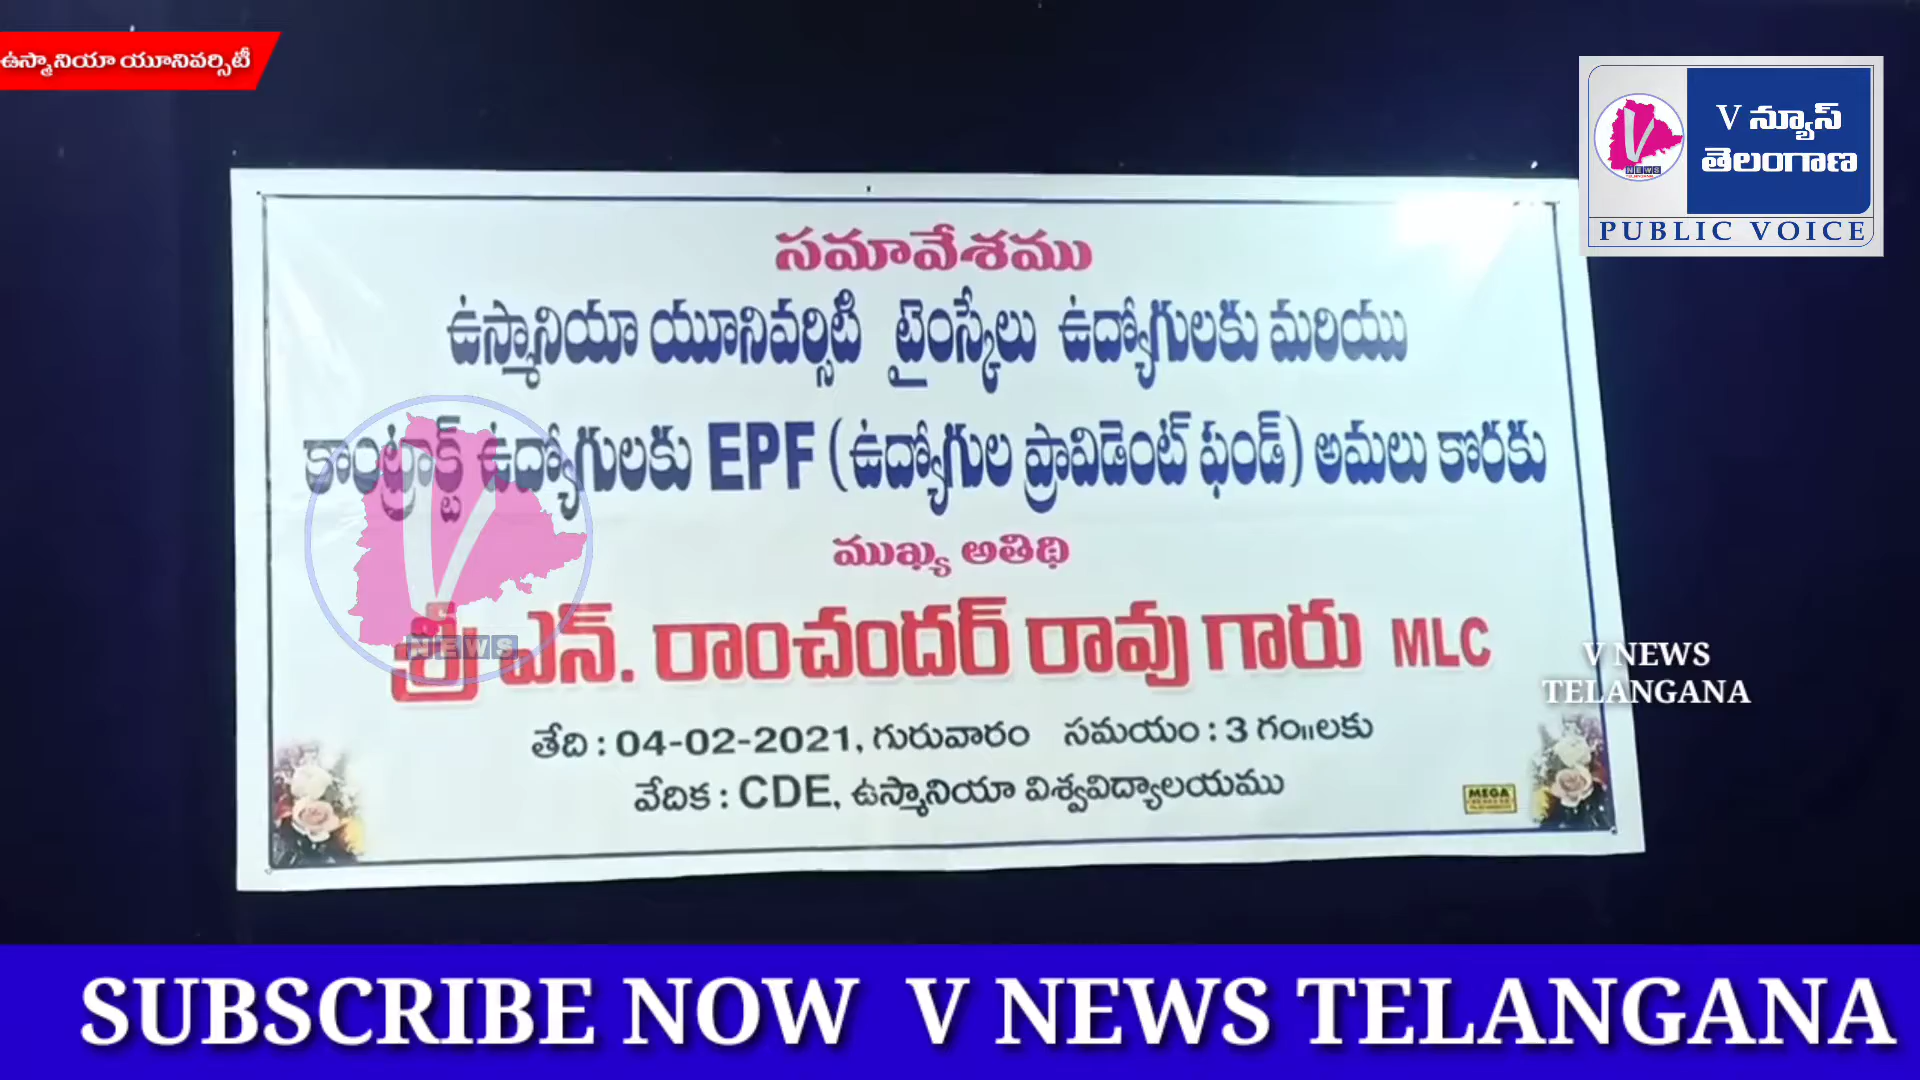 ఉస్మానియా యూనివర్సిటీ
V న్యూస్
తెలంగాణ
NEWS
PUBLIC VOICE
సమావేశము
ఉస్మానియా యూనివర్సిటి టైంస్కేలు ఉద్యోగులకు మరియు
కాంట్రాక్ట్ ఉద్యోగులకు EPF (ఉద్యోగుల ప్రావిడెంట్ ఫండ్) అమలు కొరకు
ముఖ్య అతిథి
శ్రీ ఎన్. రాంచందర్ రావు గారు MLC
V NEWS
TELANGANA
NEWS
తేది : 04-02-2021, గురువారం సమయం : 3 గం॥లకు
వేదిక : CDE, ఉస్మానియా విశ్వవిద్యాలయము
MEGA
SUBSCRIBE NOW V NEWS TELANGANA